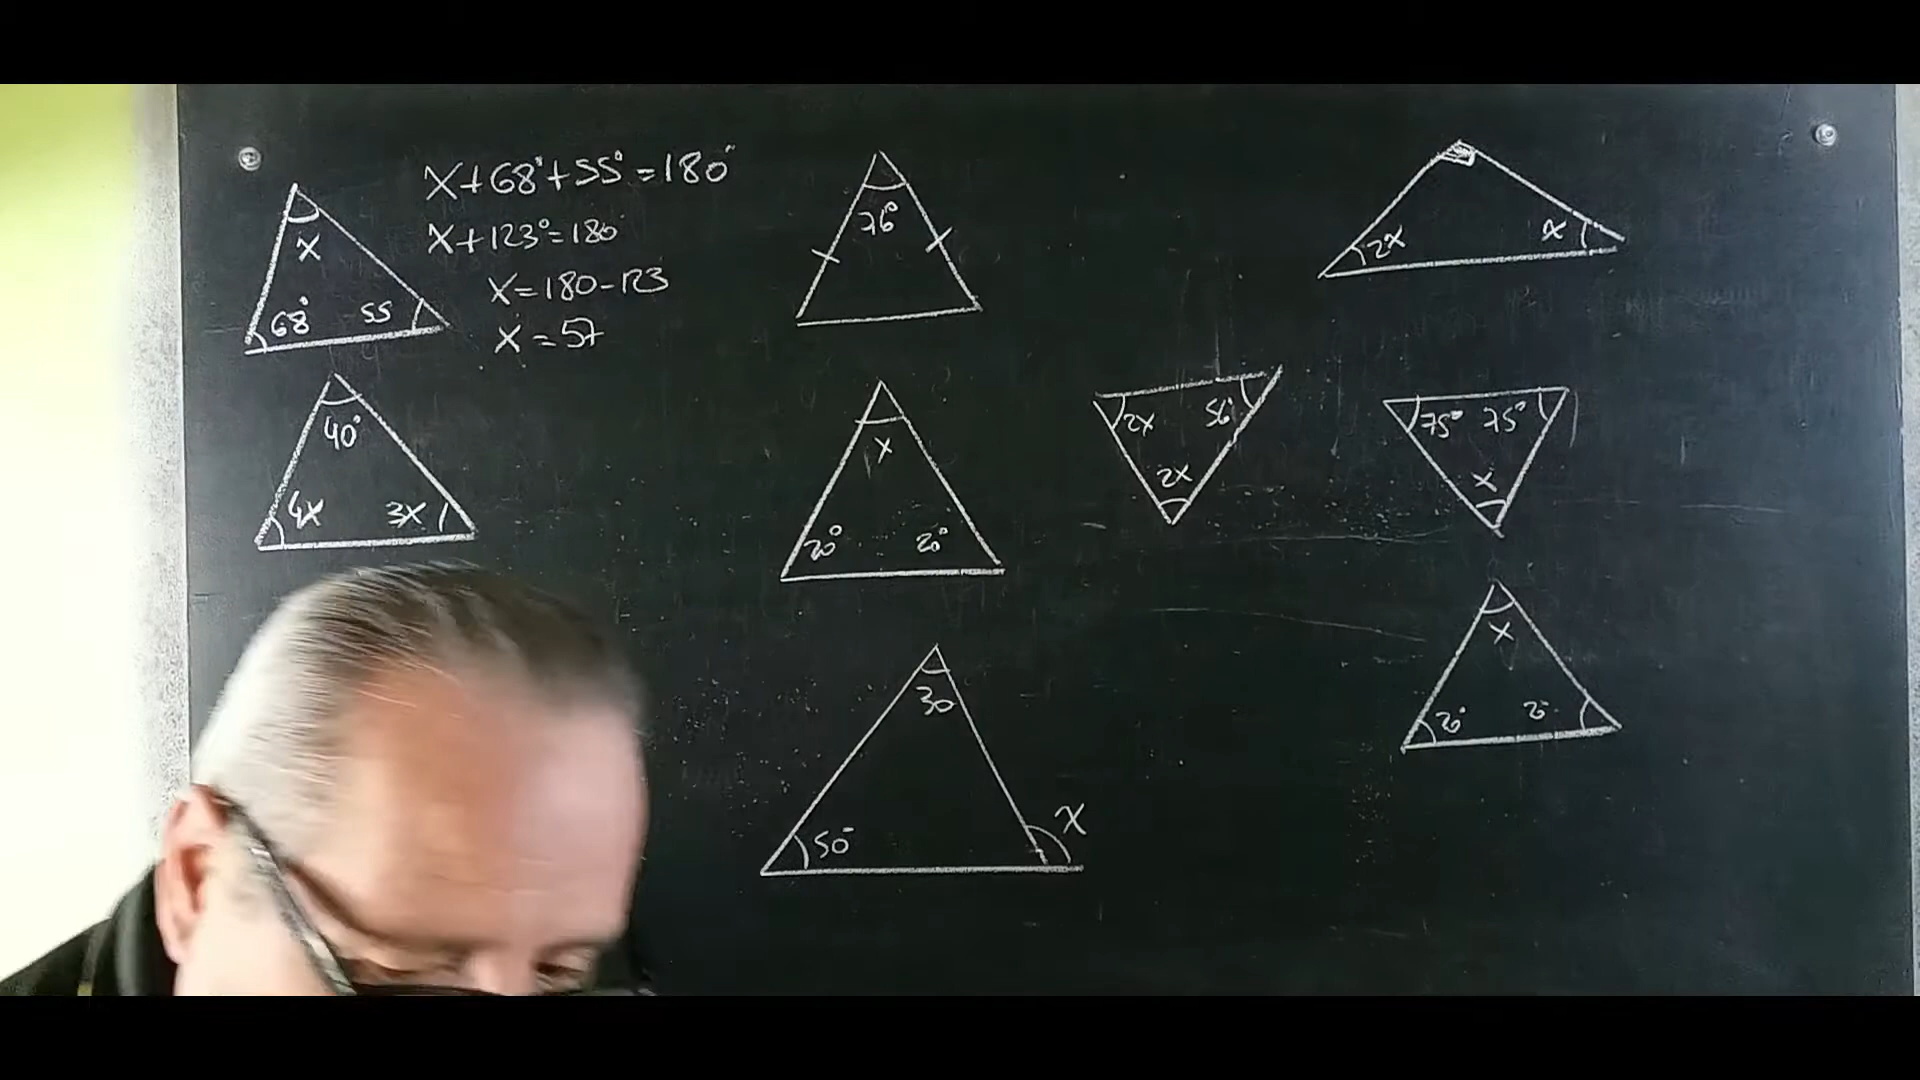 X+68°+55°=180°
X+123°=180
X=180-123
X=57
X
68° 55
76°
2x x
40°
4X 3X
X
20° 20°
2X 56°
2X
75° 75°
X
X
20°
30
50° X